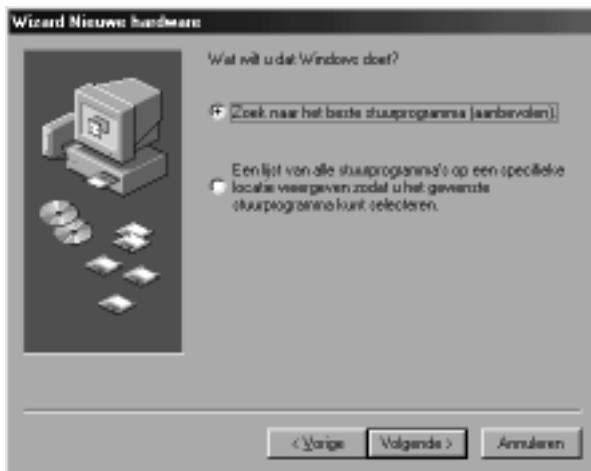 Wizard Nieuwe hardware
Wat wilt u dat Windows doet?
Zoek naar het beste stuurprogramma (aanbevolen).
Een lijst van alle stuurprogramma's op een specifieke
locatie weergeven zodat u het gewenste
stuurprogramma kunt selecteren.
< Vorige
Volgende >
Annuleren